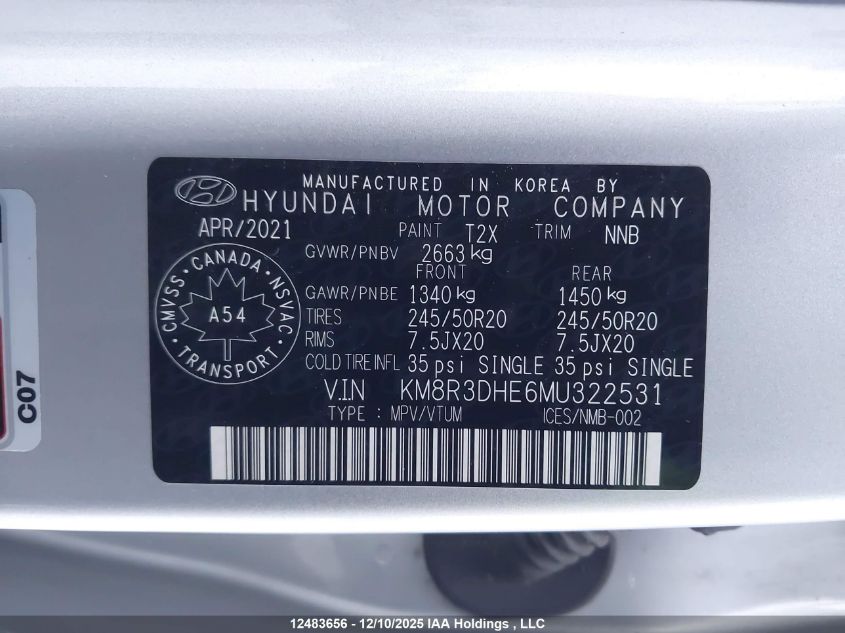 MANUFACTURED IN KOREA BY
HYUNDAI MOTOR COMPANY
APR/2021 PAINT T2X TRIM NNB
GVWR/PNBV 2663 kg
FRONT REAR
GAWR/PNBE 1340 kg 1450 kg
TIRES 245/50R20 245/50R20
RIMS 7.5JX20 7.5JX20
COLD TIRE INFL 35 psi SINGLE 35 psi SINGLE
V.I.N KM8R3DHE6MU322531
TYPE : MPV/VTUM ICES/NMB-002
CANADA
CMVSS NSVAC
A54
TRANSPORT
C07
12483656 - 12/10/2025 IAA Holdings , LLC